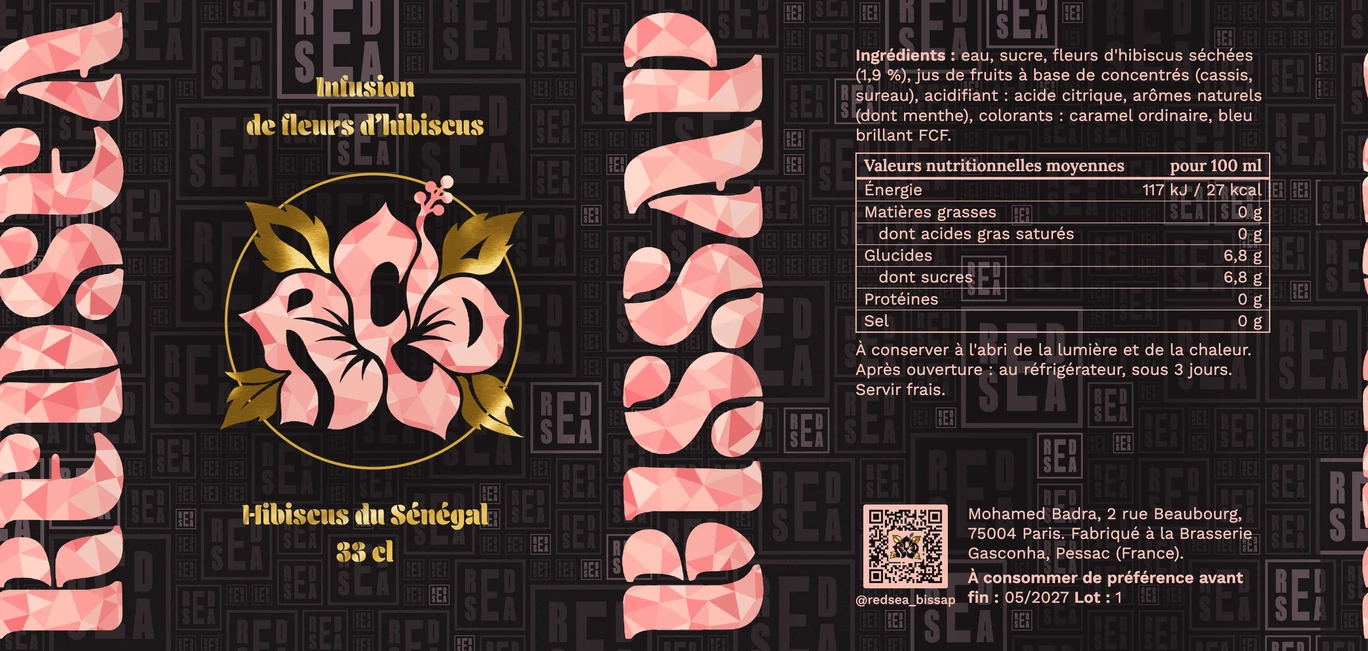 REDSEA
Infusion
de fleurs d'hibiscus
RCD
Hibiscus du Sénégal
33 cl
BISSAP
Ingrédients : eau, sucre, fleurs d'hibiscus séchées
(1,9 %), jus de fruits à base de concentrés (cassis,
sureau), acidifiant : acide citrique, arômes naturels
(dont menthe), colorants : caramel ordinaire, bleu
brillant FCF.
Valeurs nutritionnelles moyennes pour 100 ml
Énergie 117 kJ / 27 kcal
Matières grasses 0 g
dont acides gras saturés 0 g
Glucides 6,8 g
dont sucres 6,8 g
Protéines 0 g
Sel 0 g
À conserver à l'abri de la lumière et de la chaleur.
Après ouverture : au réfrigérateur, sous 3 jours.
Servir frais.
Mohamed Badra, 2 rue Beaubourg,
75004 Paris. Fabriqué à la Brasserie
Gasconha, Pessac (France).
À consommer de préférence avant
fin : 05/2027 Lot : 1
@redsea_bissap
RED
SEA